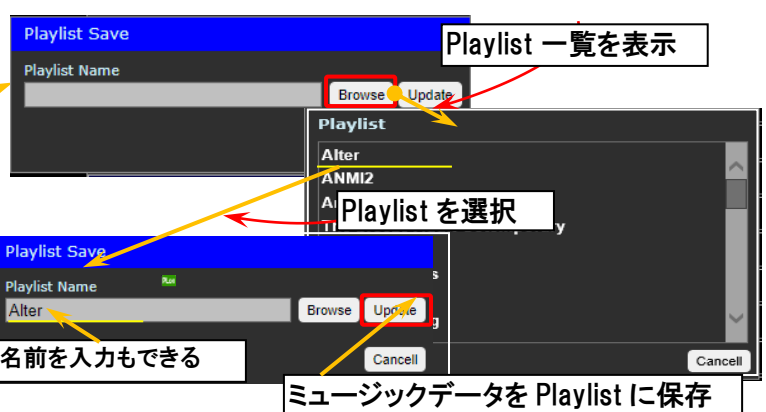 Playlist Save
Playlist 一覧を表示
Playlist Name
Browse
Update
Playlist
Alter
ANMI2
Playlist を選択
Playlist Save
Playlist Name
Alter
Browse
Update
名前を入力もできる
Cancell
Cancell
ミュージックデータを Playlist に保存